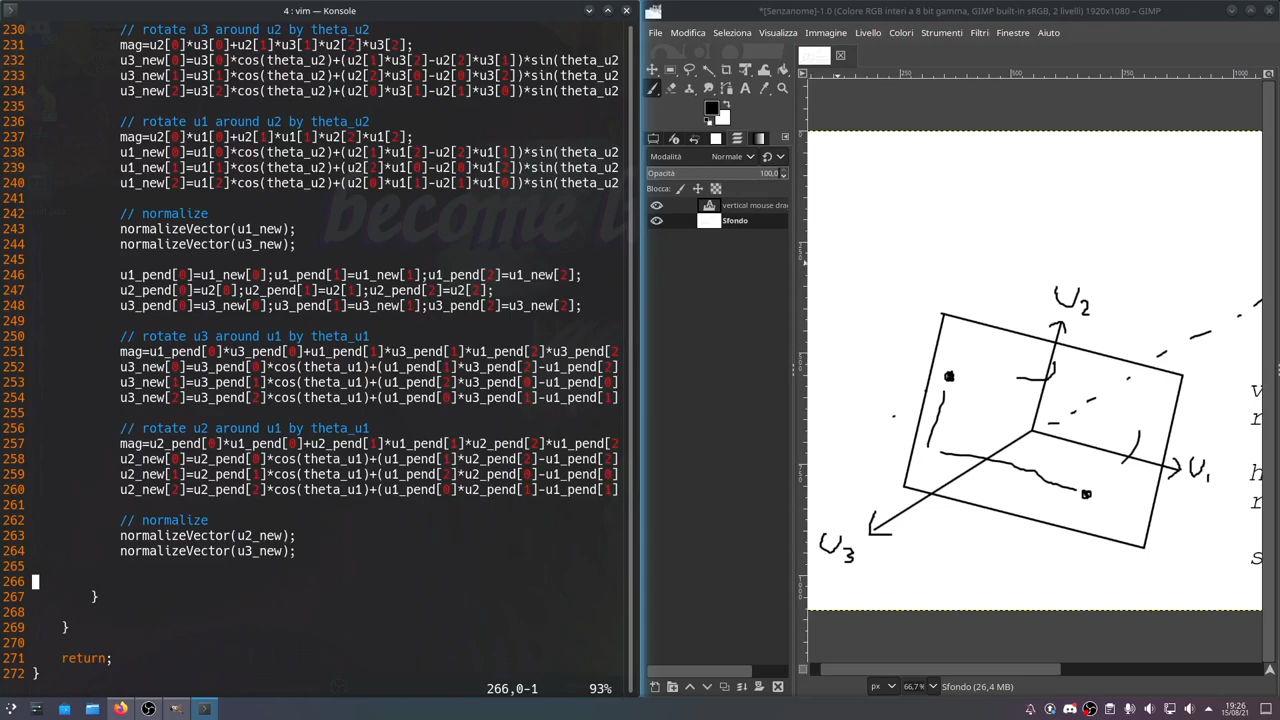 4 : vim — Konsole
230 // rotate u3 around u2 by theta_u2
231 mag=u2[0]*u3[0]+u2[1]*u3[1]*u2[2]*u3[2];
232 u3_new[0]=u3[0]*cos(theta_u2)+(u2[1]*u3[2]-u2[2]*u3[1])*sin(theta_u2
233 u3_new[1]=u3[1]*cos(theta_u2)+(u2[2]*u3[0]-u2[0]*u3[2])*sin(theta_u2
234 u3_new[2]=u3[2]*cos(theta_u2)+(u2[0]*u3[1]-u2[1]*u3[0])*sin(theta_u2
235
236 // rotate u1 around u2 by theta_u2
237 mag=u2[0]*u1[0]+u2[1]*u1[1]*u2[2]*u1[2];
238 u1_new[0]=u1[0]*cos(theta_u2)+(u2[1]*u1[2]-u2[2]*u1[1])*sin(theta_u2
239 u1_new[1]=u1[1]*cos(theta_u2)+(u2[2]*u1[0]-u2[0]*u1[2])*sin(theta_u2
240 u1_new[2]=u1[2]*cos(theta_u2)+(u2[0]*u1[1]-u2[1]*u1[0])*sin(theta_u2
241
242 // normalize
243 normalizeVector(u1_new);
244 normalizeVector(u3_new);
245
246 u1_pend[0]=u1_new[0];u1_pend[1]=u1_new[1];u1_pend[2]=u1_new[2];
247 u2_pend[0]=u2[0];u2_pend[1]=u2[1];u2_pend[2]=u2[2];
248 u3_pend[0]=u3_new[0];u3_pend[1]=u3_new[1];u3_pend[2]=u3_new[2];
249
250 // rotate u3 around u1 by theta_u1
251 mag=u1_pend[0]*u3_pend[0]+u1_pend[1]*u3_pend[1]*u1_pend[2]*u3_pend[2
252 u3_new[0]=u3_pend[0]*cos(theta_u1)+(u1_pend[1]*u3_pend[2]-u1_pend[2]
253 u3_new[1]=u3_pend[1]*cos(theta_u1)+(u1_pend[2]*u3_pend[0]-u1_pend[0]
254 u3_new[2]=u3_pend[2]*cos(theta_u1)+(u1_pend[0]*u3_pend[1]-u1_pend[1]
255
256 // rotate u2 around u1 by theta_u1
257 mag=u2_pend[0]*u1_pend[0]+u2_pend[1]*u1_pend[1]*u2_pend[2]*u1_pend[2
258 u2_new[0]=u2_pend[0]*cos(theta_u1)+(u1_pend[1]*u2_pend[2]-u1_pend[2]
259 u2_new[1]=u2_pend[1]*cos(theta_u1)+(u1_pend[2]*u2_pend[0]-u1_pend[0]
260 u2_new[2]=u2_pend[2]*cos(theta_u1)+(u1_pend[0]*u2_pend[1]-u1_pend[1]
261
262 // normalize
263 normalizeVector(u2_new);
264 normalizeVector(u3_new);
265
266
267 }
268
269 }
270
271 return;
272 }
266,0-1 93%
become
*[Senzanome]-1.0 (Colore RGB interi a 8 bit gamma, GIMP built-in sRGB, 2 livelli) 1920x1080 – GIMP
File Modifica Seleziona Visualizza Immagine Livello Colori Strumenti Filtri Finestre Aiuto
Modalità Normale
Opacità 100,0
Blocca:
vertical mouse drag
Sfondo
250 500 750 1000
U2
U1
U3
v
r
h
r
s
px 66,7% Sfondo (26,4 MB)
19:26
15/08/21